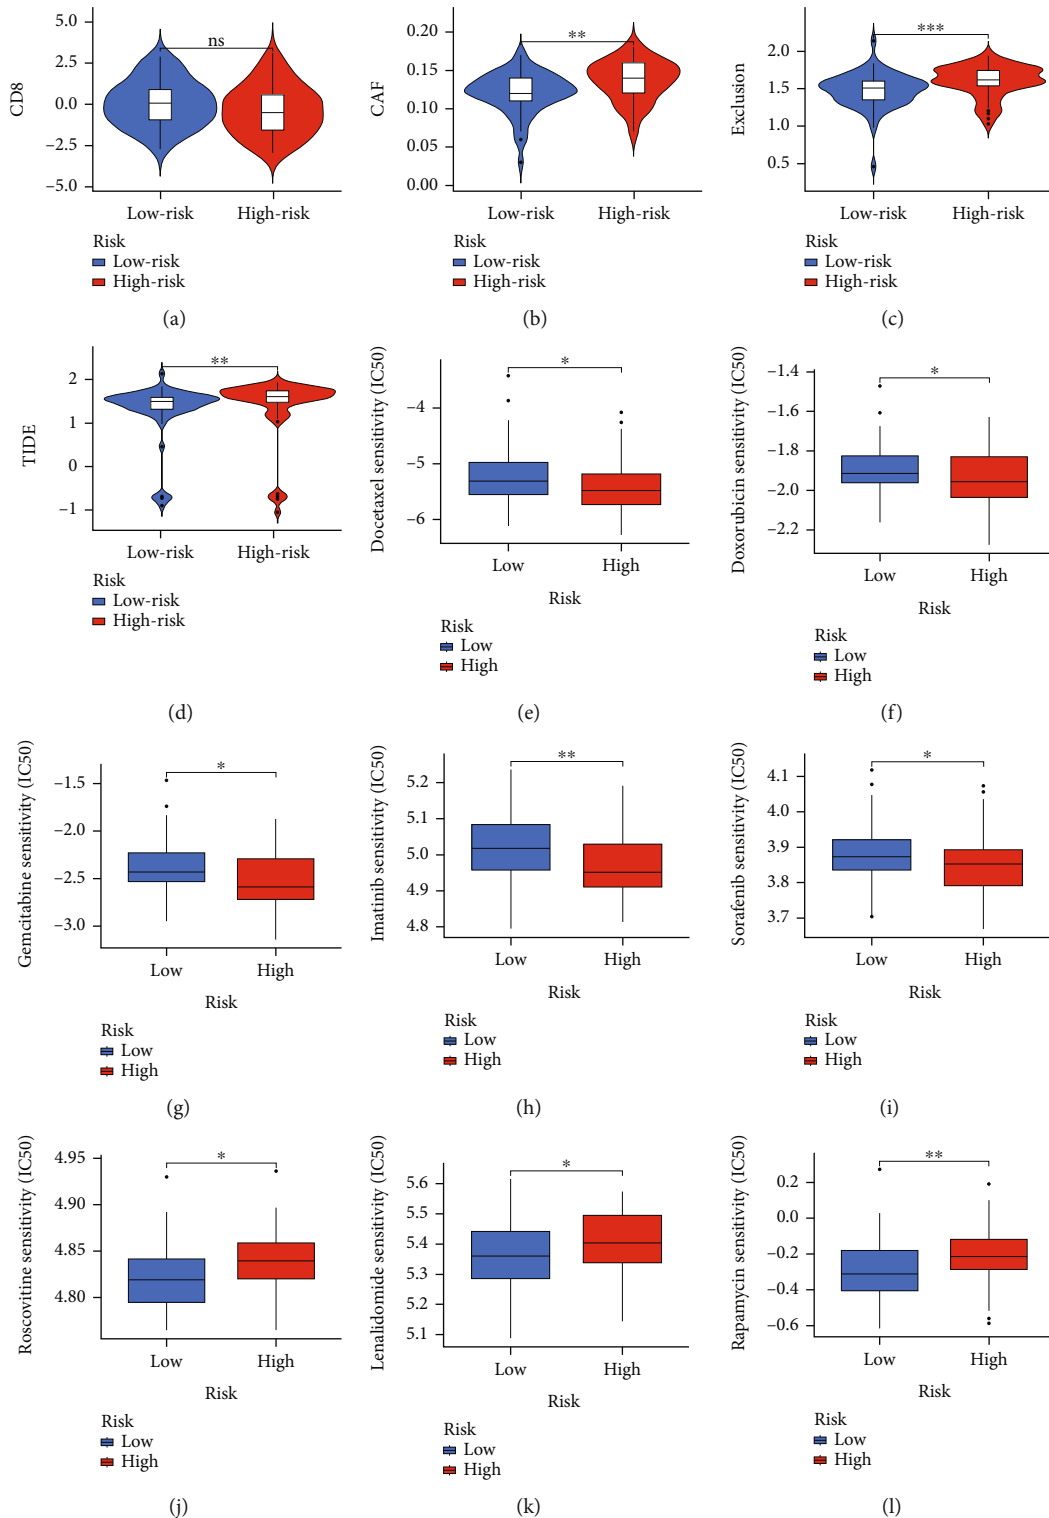 CD8
5.0
2.5
0.0
−2.5
−5.0
ns
Low-risk
High-risk
Risk
Low-risk
High-risk
(a)
CAF
0.20
0.15
0.10
0.05
0.00
**
Low-risk
High-risk
Risk
Low-risk
High-risk
(b)
Exclusion
2.0
1.5
1.0
0.5
***
Low-risk
High-risk
Risk
Low-risk
High-risk
(c)
TIDE
2
1
0
−1
**
Low-risk
High-risk
Risk
Low-risk
High-risk
(d)
Docetaxel sensitivity (IC50)
−4
−5
−6
*
Low
High
Risk
Risk
Low
High
(e)
Doxorubicin sensitivity (IC50)
−1.4
−1.6
−1.8
−2.0
−2.2
*
Low
High
Risk
Risk
Low
High
(f)
Gemcitabine sensitivity (IC50)
−1.5
−2.0
−2.5
−3.0
*
Low
High
Risk
Risk
Low
High
(g)
Imatinib sensitivity (IC50)
5.2
5.1
5.0
4.9
4.8
**
Low
High
Risk
Risk
Low
High
(h)
Sorafenib sensitivity (IC50)
4.1
4.0
3.9
3.8
3.7
*
Low
High
Risk
Risk
Low
High
(i)
Roscovitine sensitivity (IC50)
4.95
4.90
4.85
4.80
*
Low
High
Risk
Risk
Low
High
(j)
Lenalidomide sensitivity (IC50)
5.6
5.5
5.4
5.3
5.2
5.1
*
Low
High
Risk
Risk
Low
High
(k)
Rapamycin sensitivity (IC50)
0.2
0.0
−0.2
−0.4
−0.6
**
Low
High
Risk
Risk
Low
High
(l)